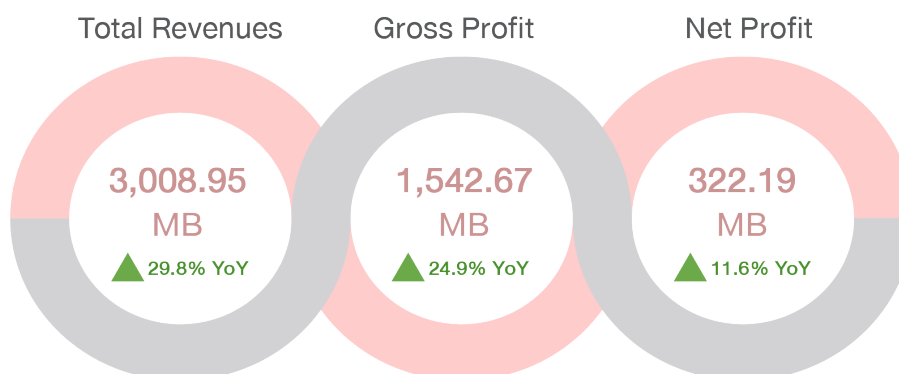 Total Revenues
Gross Profit
Net Profit
3,008.95
MB
29.8% YoY
1,542.67
MB
24.9% YoY
322.19
MB
11.6% YoY